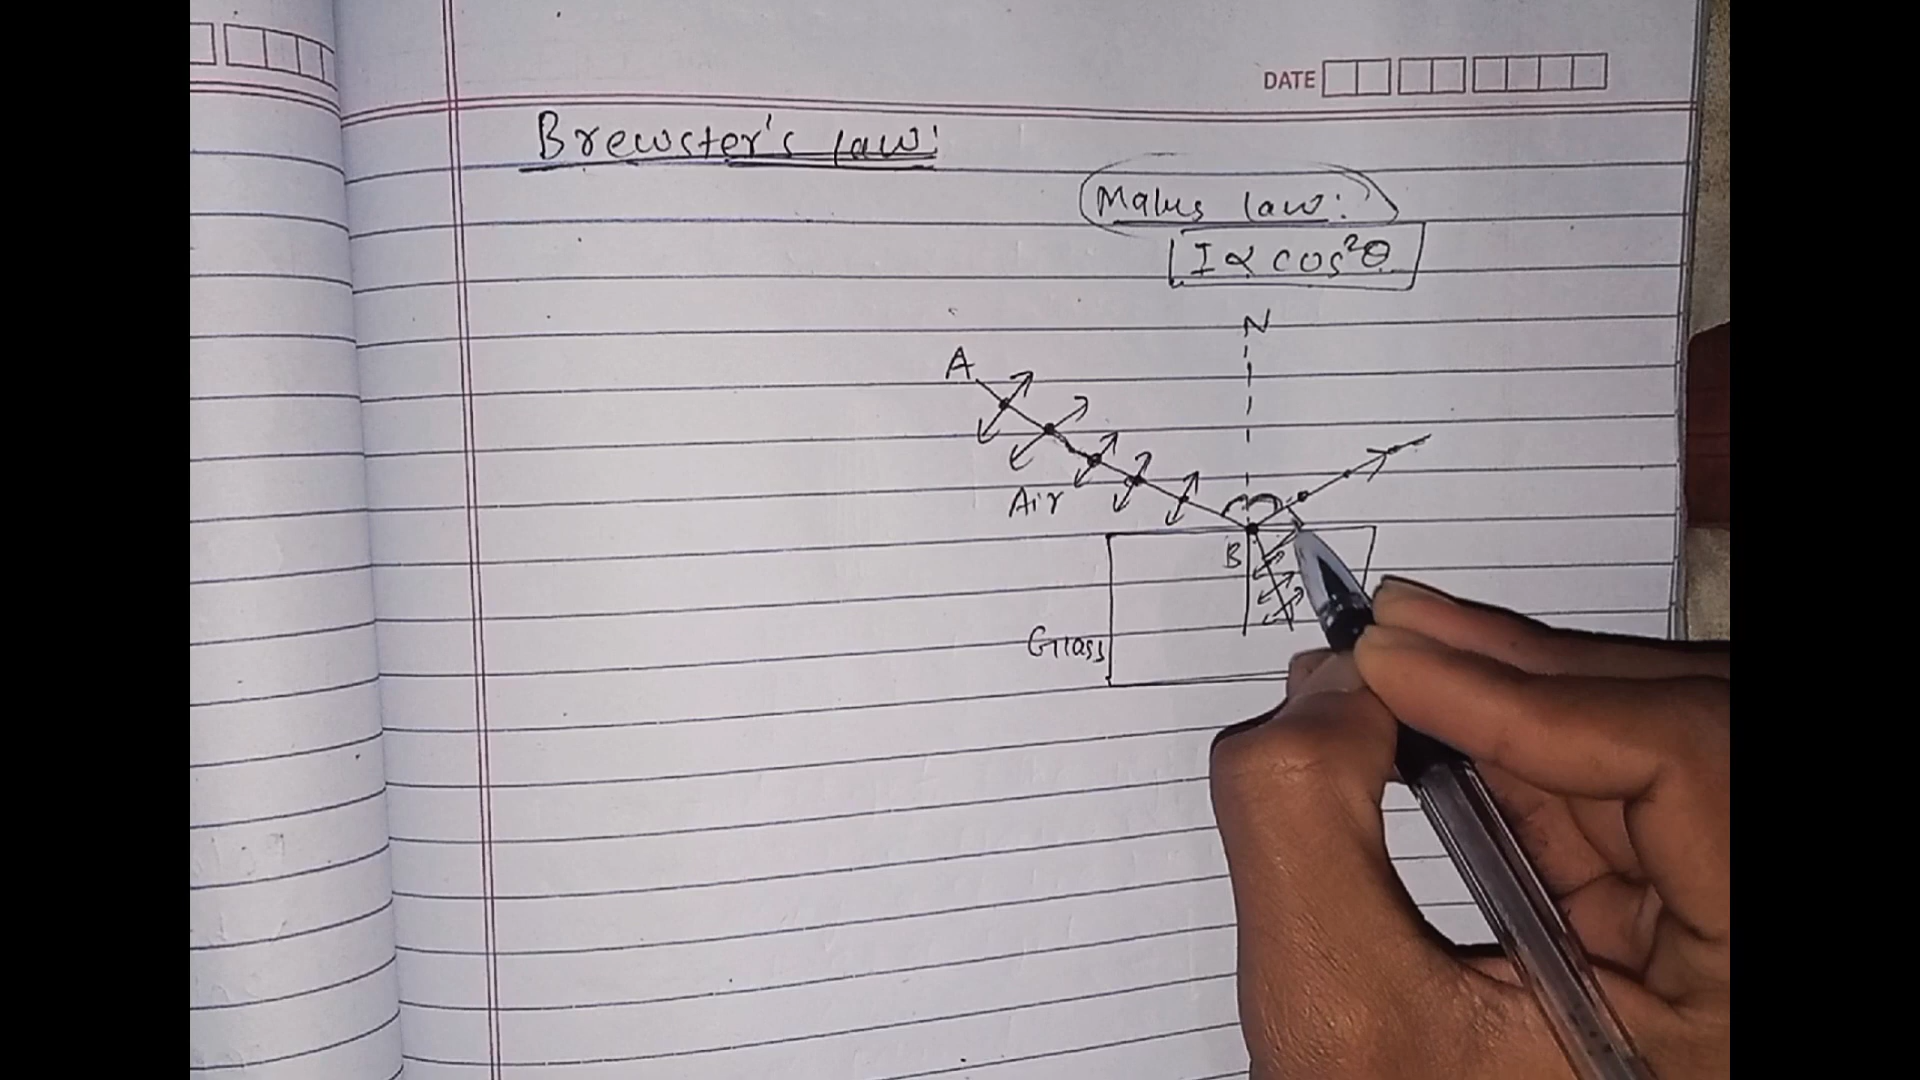 DATE
Brewster's law:
Malus law:
I ∝ cos²θ
N
A
Air
B
Glass